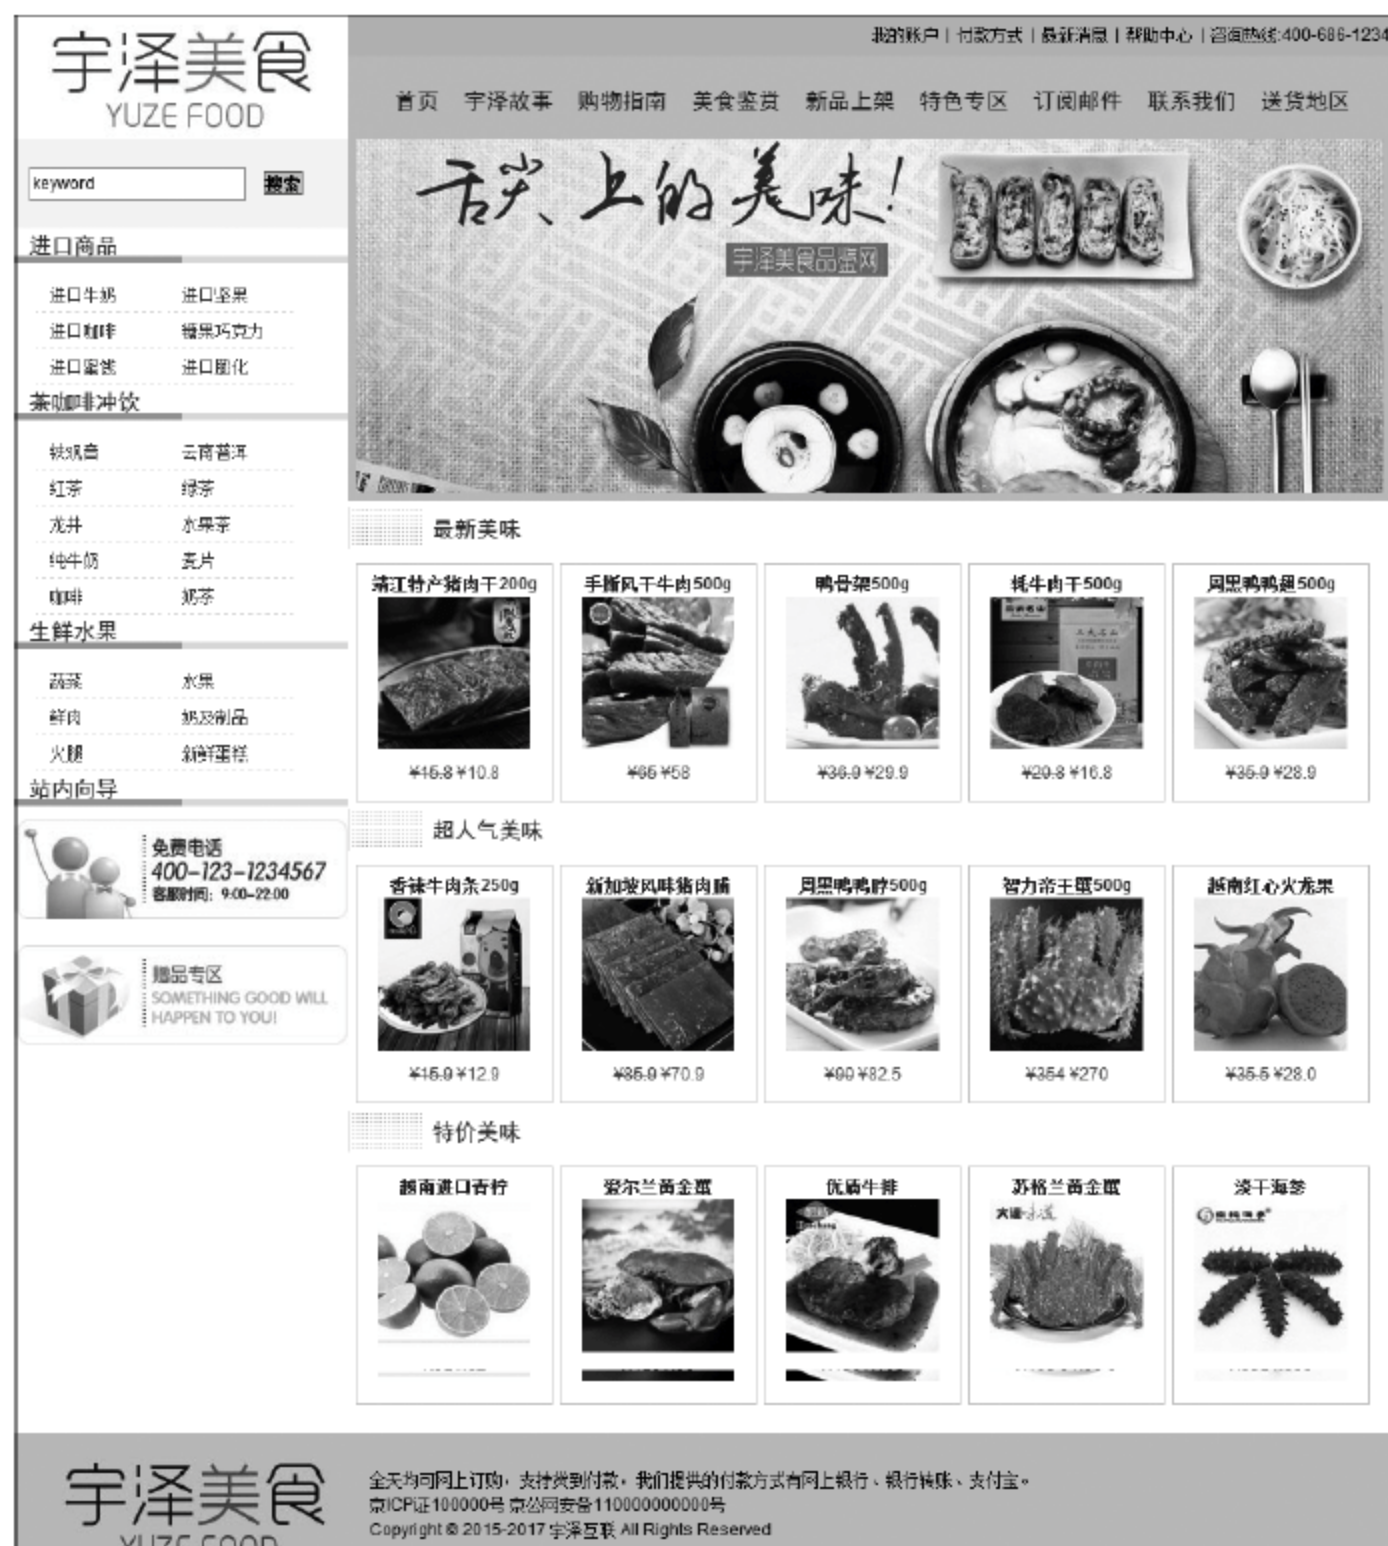 宇泽美食
YUZE FOOD
我的账户 | 付款方式 | 最新消息 | 帮助中心 | 咨询热线:400-686-1234
首页 宇泽故事 购物指南 美食鉴赏 新品上架 特色专区 订阅邮件 联系我们 送货地区
keyword 搜索
舌尖上的美味!
宇泽美食品鉴网
进口商品
进口牛奶 进口坚果
进口咖啡 糖果巧克力
进口蜜饯 进口膨化
茶咖啡冲饮
铁观音 云南普洱
红茶 绿茶
龙井 水果茶
纯牛奶 麦片
咖啡 奶茶
生鲜水果
蔬菜 水果
鲜肉 奶及制品
火腿 新鲜蛋糕
站内向导
免费电话
400-123-1234567
客服时间: 9:00-22:00
赠品专区
SOMETHING GOOD WILL
HAPPEN TO YOU!
最新美味
靖江特产猪肉干200g 手撕风干牛肉500g 鸭骨架500g 牦牛肉干500g 周黑鸭鸭翅500g
¥15.8 ¥10.8 ¥65 ¥58 ¥36.9 ¥29.9 ¥20.8 ¥16.8 ¥35.9 ¥28.9
超人气美味
香辣牛肉条250g 新加坡风味猪肉脯 周黑鸭鸭脖500g 智力帝王蟹500g 越南红心火龙果
¥15.9 ¥12.9 ¥85.9 ¥70.9 ¥90 ¥82.5 ¥354 ¥270 ¥35.5 ¥28.0
特价美味
越南进口青柠 爱尔兰黄金蟹 优质牛排 苏格兰黄金蟹 淡干海参
宇泽美食
YUZE FOOD
全天均可网上订购，支持货到付款，我们提供的付款方式有网上银行、银行转账、支付宝。
京ICP证100000号 京公网安备110000000000号
Copyright © 2015-2017 宇泽互联 All Rights Reserved